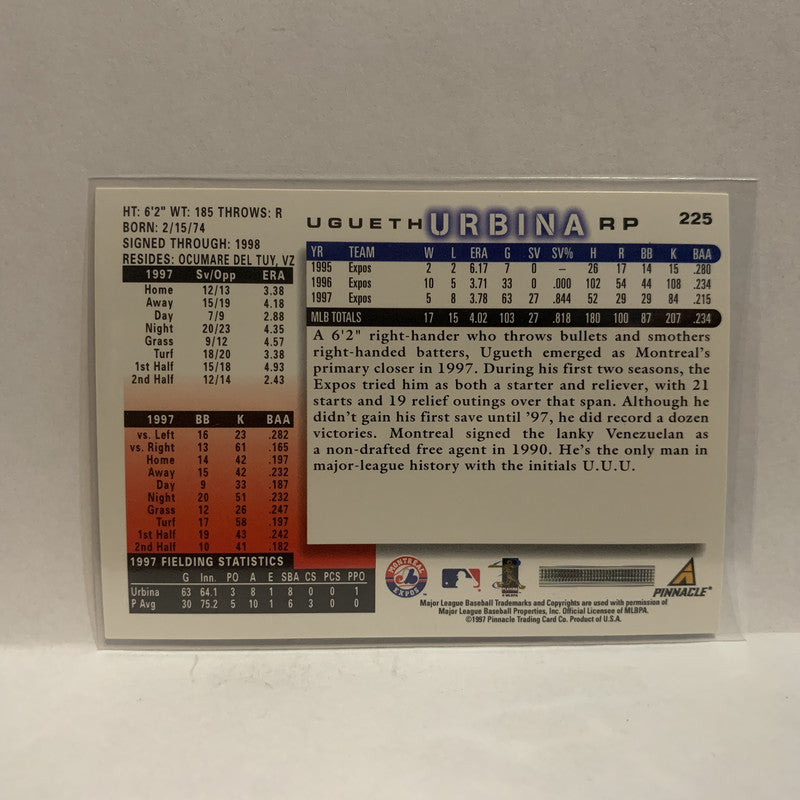 HT: 6'2" WT: 185 THROWS: R
BORN: 2/15/74
SIGNED THROUGH: 1998
RESIDES: OCUMARE DEL TUY, VZ
UGUETH URBINA RP 225
1997 Sv/Opp ERA
Home 12/13 3.38
Away 15/19 4.18
Day 7/9 2.88
Night 20/23 4.35
Grass 9/12 4.57
Turf 18/20 3.38
1st Half 15/18 4.93
2nd Half 12/14 2.43
1997 BB K BAA
vs. Left 16 23 .282
vs. Right 13 61 .165
Home 14 42 .197
Away 15 42 .232
Day 9 33 .187
Night 20 51 .232
Grass 12 26 .247
Turf 17 58 .197
1st Half 19 43 .242
2nd Half 10 41 .182
YR TEAM W L ERA G SV SV% H R BB K BAA
1995 Expos 2 2 6.17 7 0 – 26 17 14 15 .280
1996 Expos 10 5 3.71 33 0 .000 102 54 44 108 .234
1997 Expos 5 8 3.78 63 27 .844 52 29 29 84 .215
MLB TOTALS 17 15 4.02 103 27 .818 180 100 87 207 .234
A 6'2" right-hander who throws bullets and smothers
right-handed batters, Ugueth emerged as Montreal's
primary closer in 1997. During his first two seasons, the
Expos tried him as both a starter and reliever, with 21
starts and 19 relief outings over that span. Although he
didn't gain his first save until '97, he did record a dozen
victories. Montreal signed the lanky Venezuelan as
a non-drafted free agent in 1990. He's the only man in
major-league history with the initials U.U.U.
1997 FIELDING STATISTICS
G Inn. PO A E SBA CS PCS PPO
Urbina 63 64.1 3 8 1 8 0 0 1
P Avg 30 75.2 5 10 1 6 3 0 0
MONTREAL
EXPOS
PINNACLE
Major League Baseball Trademarks and Copyrights are used with permission of
Major League Baseball Properties, Inc. Official Licensee of MLBPA.
©1997 Pinnacle Trading Card Co. Product of U.S.A.